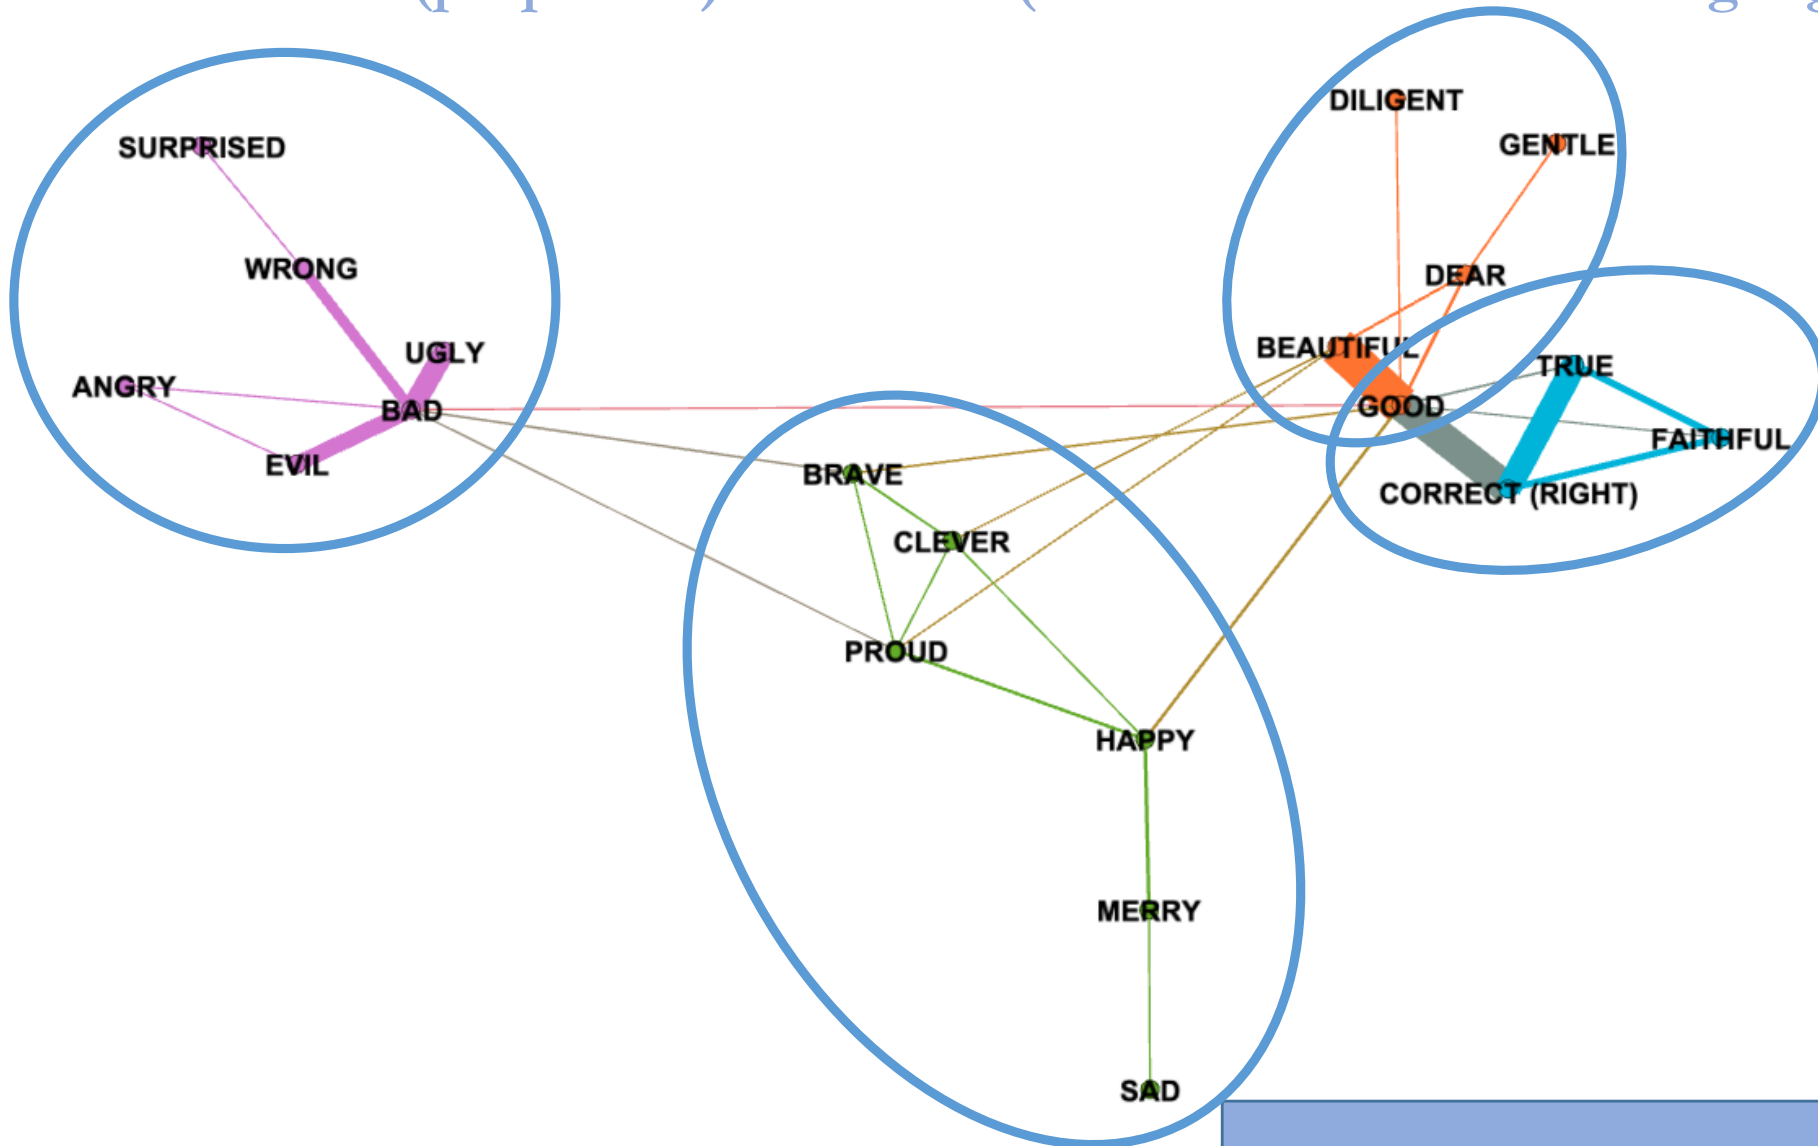 DILIGENT
GENTLE
SURPRISED
WRONG
DEAR
BEAUTIFUL
UGLY
TRUE
ANGRY
BAD
GOOD
FAITHFUL
EVIL
BRAVE
CORRECT (RIGHT)
CLEVER
PROUD
HAPPY
MERRY
SAD